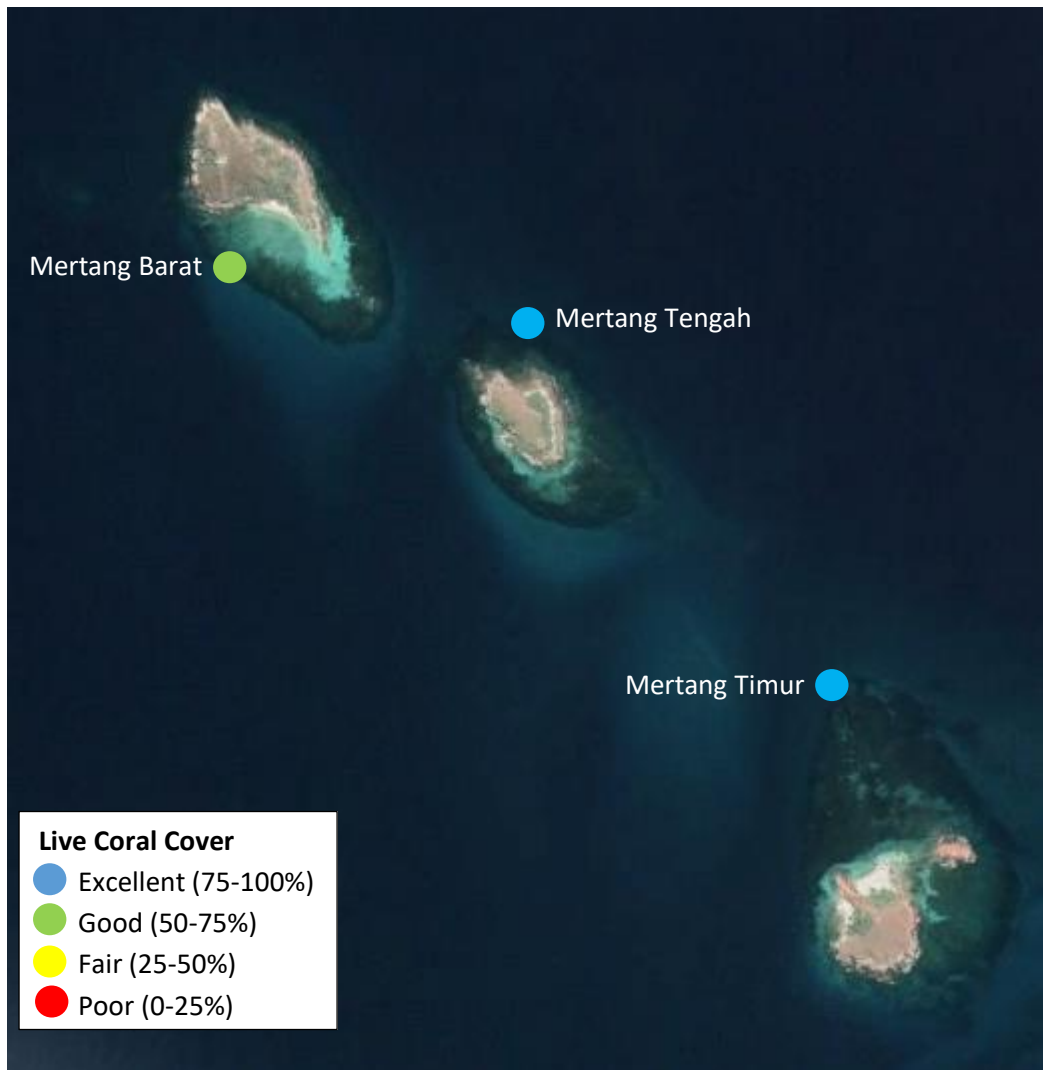 Mertang Barat
Mertang Tengah
Mertang Timur
Live Coral Cover
Excellent (75-100%)
Good (50-75%)
Fair (25-50%)
Poor (0-25%)